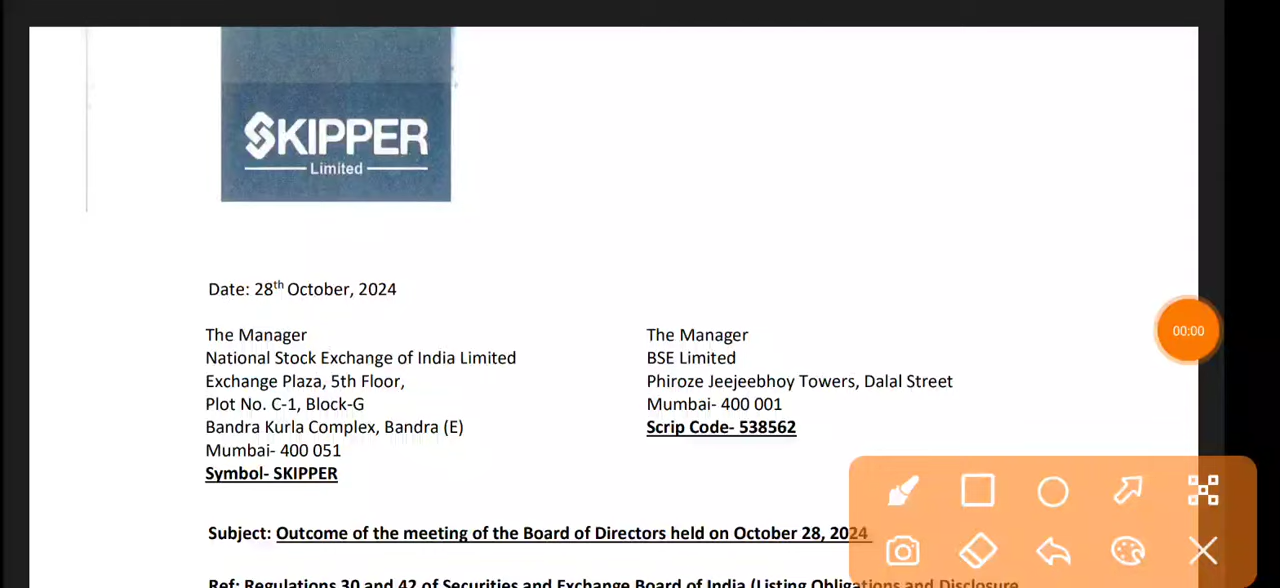 SKIPPER
Limited
Date: 28th October, 2024
The Manager
National Stock Exchange of India Limited
Exchange Plaza, 5th Floor,
Plot No. C-1, Block-G
Bandra Kurla Complex, Bandra (E)
Mumbai- 400 051
Symbol- SKIPPER
The Manager
BSE Limited
Phiroze Jeejeebhoy Towers, Dalal Street
Mumbai- 400 001
Scrip Code- 538562
00:00
Subject: Outcome of the meeting of the Board of Directors held on October 28, 2024
Ref: Regulations 30 and 42 of Securities and Exchange Board of India (Listing Obligations and Disclosure